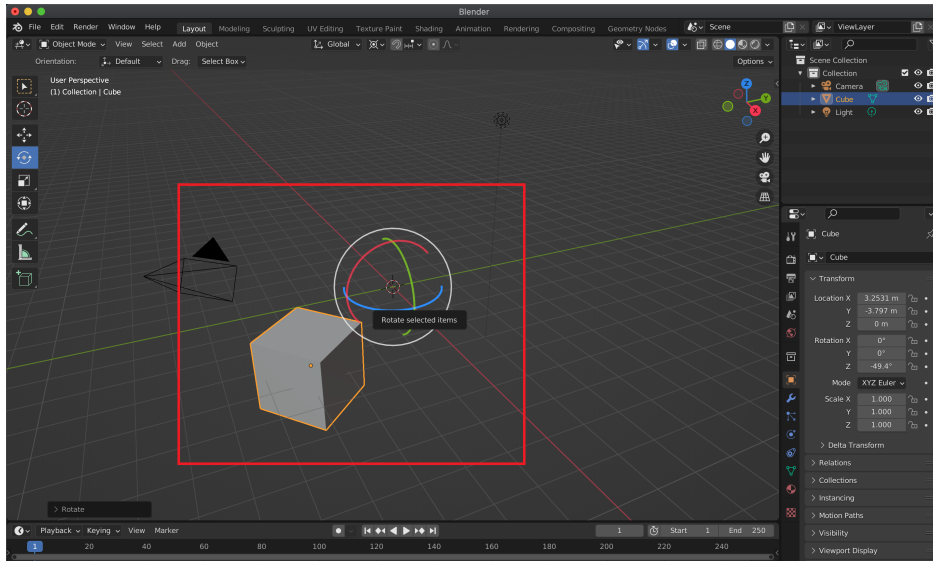 Blender
File Edit Render Window Help Layout Modeling Sculpting UV Editing Texture Paint Shading Animation Rendering Compositing Geometry Nodes Scene ViewLayer
Object Mode View Select Add Object Global
Orientation: Default Drag: Select Box Options
User Perspective
(1) Collection | Cube
Z
Y
X
Rotate selected items
> Rotate
Scene Collection
Collection
Camera
Cube
Light
Cube
Cube
Transform
Location X 3.2531 m
Y -3.797 m
Z 0 m
Rotation X 0°
Y 0°
Z -49.4°
Mode XYZ Euler
Scale X 1.000
Y 1.000
Z 1.000
> Delta Transform
> Relations
> Collections
> Instancing
> Motion Paths
> Visibility
> Viewport Display
Playback Keying View Marker 1 Start 1 End 250
1 20 40 60 80 100 120 140 160 180 200 220 240